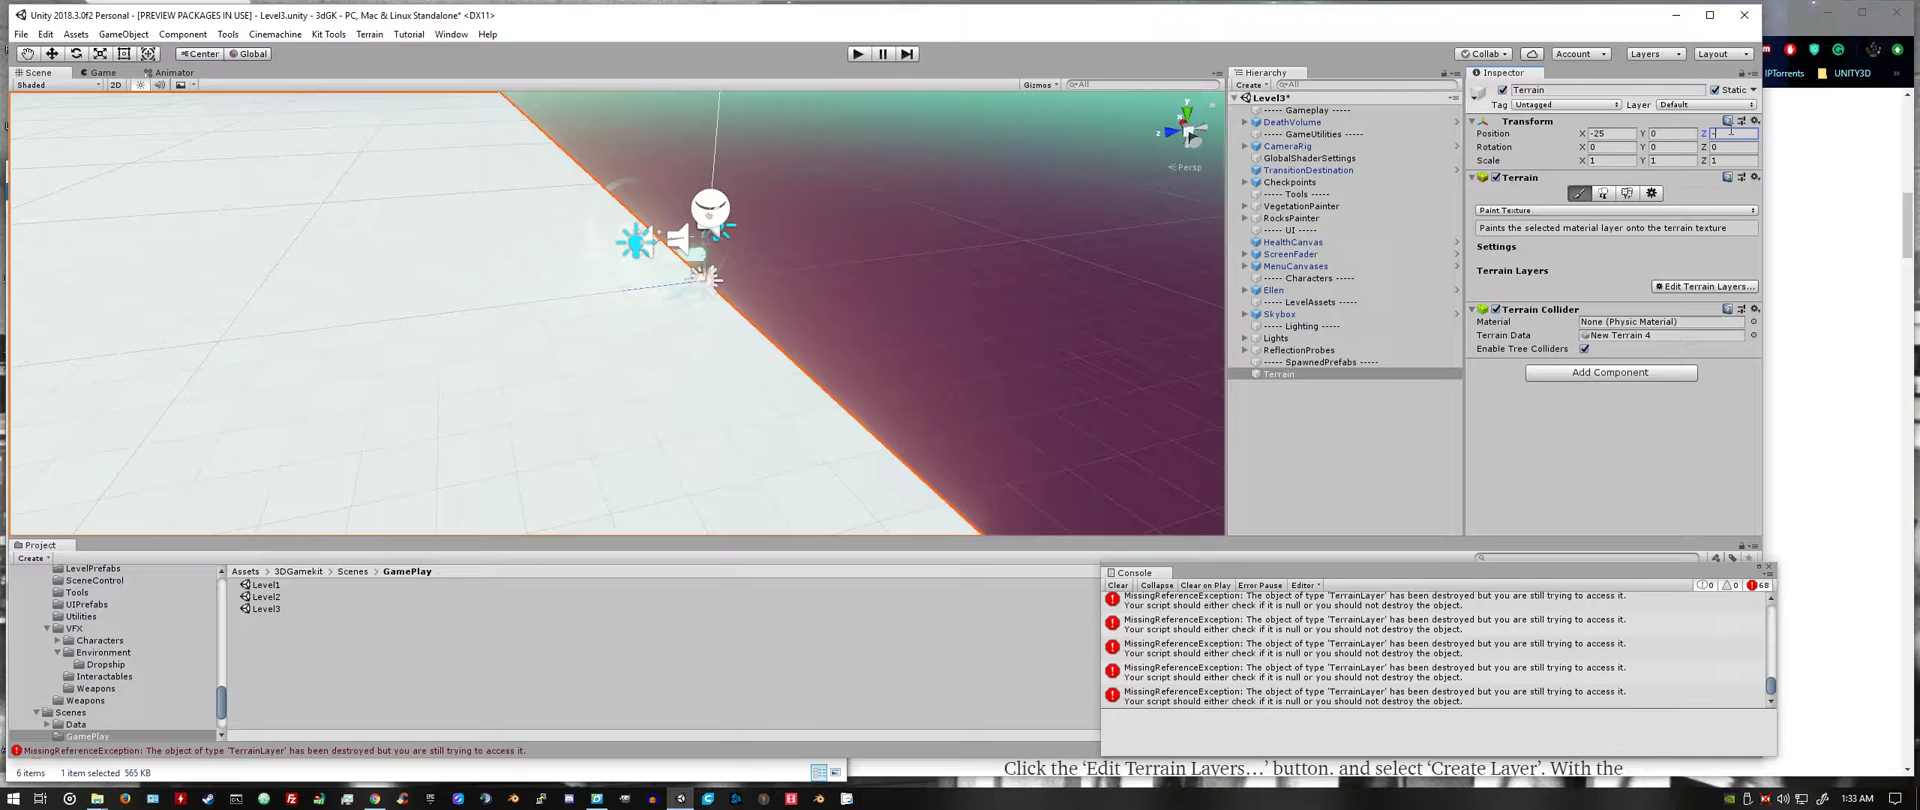 Unity 2018.3.0f2 Personal - [PREVIEW PACKAGES IN USE] - Level3.unity - 3dGK - PC, Mac & Linux Standalone* <DX11>
File Edit Assets GameObject Component Tools Cinemachine Kit Tools Terrain Tutorial Window Help
Center Global Collab Account Layers Layout
IPTorrents UNITY3D »
Scene Game Animator
Shaded 2D Gizmos All
y z Persp
Hierarchy
Create All
Level3*
----- Gameplay -----
DeathVolume
----- GameUtilities -----
CameraRig
GlobalShaderSettings
TransitionDestination
Checkpoints
----- Tools -----
VegetationPainter
RocksPainter
----- UI -----
HealthCanvas
ScreenFader
MenuCanvases
----- Characters -----
Ellen
----- LevelAssets -----
Skybox
----- Lighting -----
Lights
ReflectionProbes
----- SpawnedPrefabs -----
Terrain
Inspector
Terrain Static
Tag Untagged Layer Default
Transform
Position X -25 Y 0 Z -
Rotation X 0 Y 0 Z 0
Scale X 1 Y 1 Z 1
Terrain
Paint Texture
Paints the selected material layer onto the terrain texture
Settings
Terrain Layers
Edit Terrain Layers...
Terrain Collider
Material None (Physic Material)
Terrain Data New Terrain 4
Enable Tree Colliders
Add Component
Project
Create
LevelPrefabs
SceneControl
Tools
UIPrefabs
Utilities
VFX
Characters
Environment
Dropship
Interactables
Weapons
Weapons
Scenes
Data
GamePlay
Assets 3DGamekit Scenes GamePlay
Level1
Level2
Level3
Console
Clear Collapse Clear on Play Error Pause Editor 0 0 68
MissingReferenceException: The object of type 'TerrainLayer' has been destroyed but you are still trying to access it.
Your script should either check if it is null or you should not destroy the object.
MissingReferenceException: The object of type 'TerrainLayer' has been destroyed but you are still trying to access it.
Your script should either check if it is null or you should not destroy the object.
MissingReferenceException: The object of type 'TerrainLayer' has been destroyed but you are still trying to access it.
Your script should either check if it is null or you should not destroy the object.
MissingReferenceException: The object of type 'TerrainLayer' has been destroyed but you are still trying to access it.
Your script should either check if it is null or you should not destroy the object.
MissingReferenceException: The object of type 'TerrainLayer' has been destroyed but you are still trying to access it.
Your script should either check if it is null or you should not destroy the object.
MissingReferenceException: The object of type 'TerrainLayer' has been destroyed but you are still trying to access it.
6 items 1 item selected 565 KB
Click the ‘Edit Terrain Layers…’ button. and select ‘Create Layer’. With the
1:33 AM